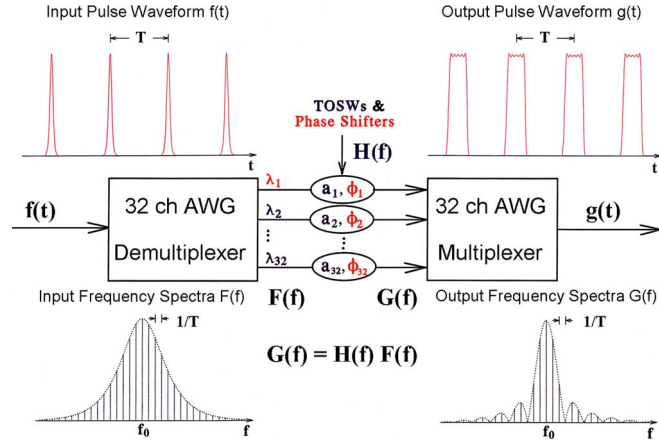 Input Pulse Waveform f(t)
T
t
Output Pulse Waveform g(t)
T
t
TOSWs &
Phase Shifters
H(f)
f(t)
32 ch AWG
Demultiplexer
λ1
λ2
⋮
λ32
a1, ϕ1
a2, ϕ2
⋮
a32, ϕ32
32 ch AWG
Multiplexer
g(t)
F(f)
G(f)
Input Frequency Spectra F(f)
1/T
f0
f
G(f) = H(f) F(f)
Output Frequency Spectra G(f)
1/T
f0
f